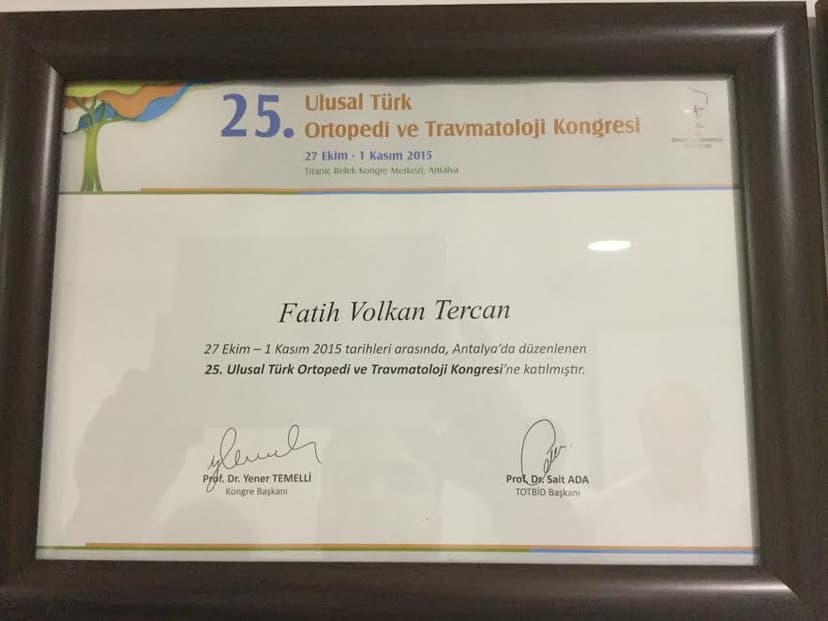 25. Ulusal Türk
Ortopedi ve Travmatoloji Kongresi
27 Ekim - 1 Kasım 2015
Titanic Belek Kongre Merkezi, Antalya
Fatih Volkan Tercan
27 Ekim – 1 Kasım 2015 tarihleri arasında, Antalya'da düzenlenen
25. Ulusal Türk Ortopedi ve Travmatoloji Kongresi'ne katılmıştır.
Prof. Dr. Yener TEMELLİ
Kongre Başkanı
Prof. Dr. Sait ADA
TOTBİD Başkanı